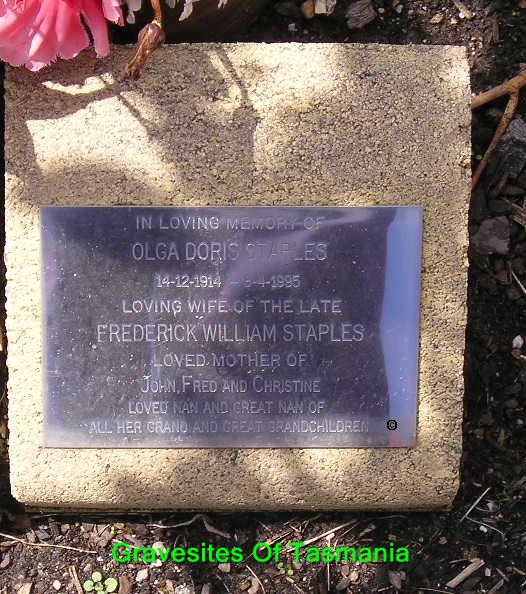 IN LOVING MEMORY OF
OLGA DORIS STAPLES
14-12-1914 – 5-4-1995
LOVING WIFE OF THE LATE
FREDERICK WILLIAM STAPLES
LOVED MOTHER OF
JOHN, FRED AND CHRISTINE
LOVED NAN AND GREAT NAN OF
ALL HER GRAND AND GREAT GRANDCHILDREN
©
Gravesites Of Tasmania